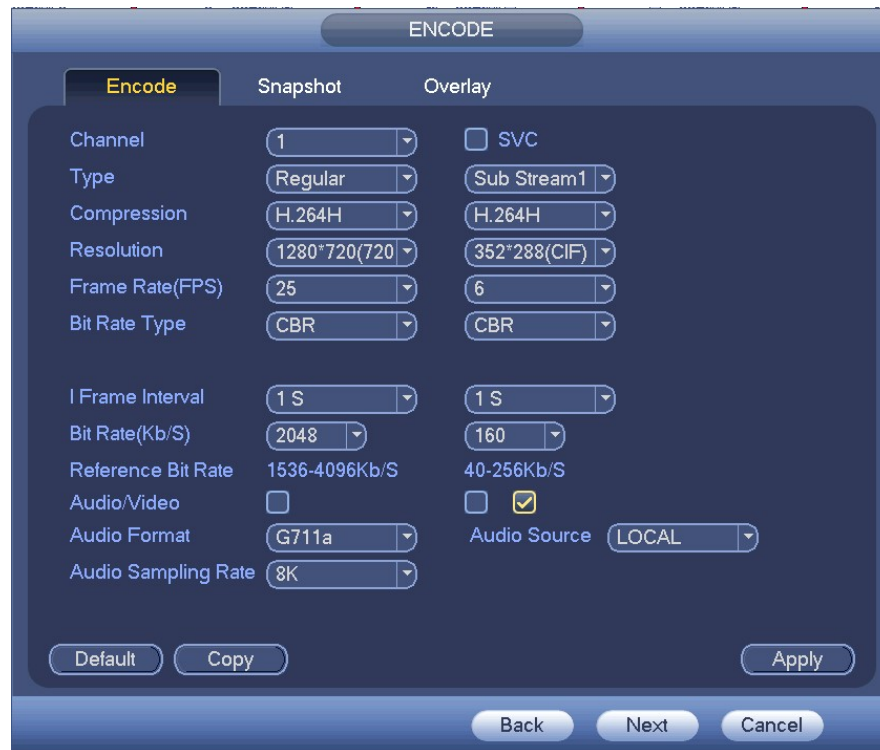 ENCODE
Encode Snapshot Overlay
Channel 1 SVC
Type Regular Sub Stream1
Compression H.264H H.264H
Resolution 1280*720(720 352*288(CIF)
Frame Rate(FPS) 25 6
Bit Rate Type CBR CBR
I Frame Interval 1 S 1 S
Bit Rate(Kb/S) 2048 160
Reference Bit Rate 1536-4096Kb/S 40-256Kb/S
Audio/Video
Audio Format G711a Audio Source LOCAL
Audio Sampling Rate 8K
Default Copy Apply
Back Next Cancel